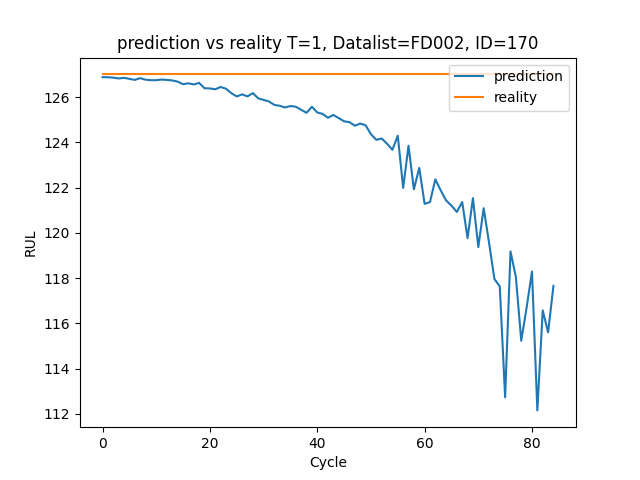 prediction vs reality T=1, Datalist=FD002, ID=170
prediction
reality
RUL
126
124
122
120
118
116
114
112
0 20 40 60 80
Cycle